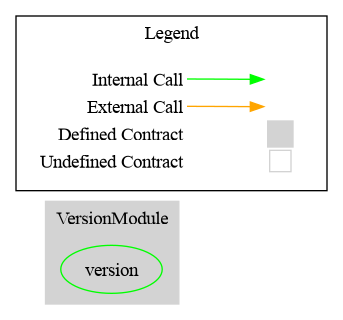 Legend
Internal Call
External Call
Defined Contract
Undefined Contract
VersionModule
version